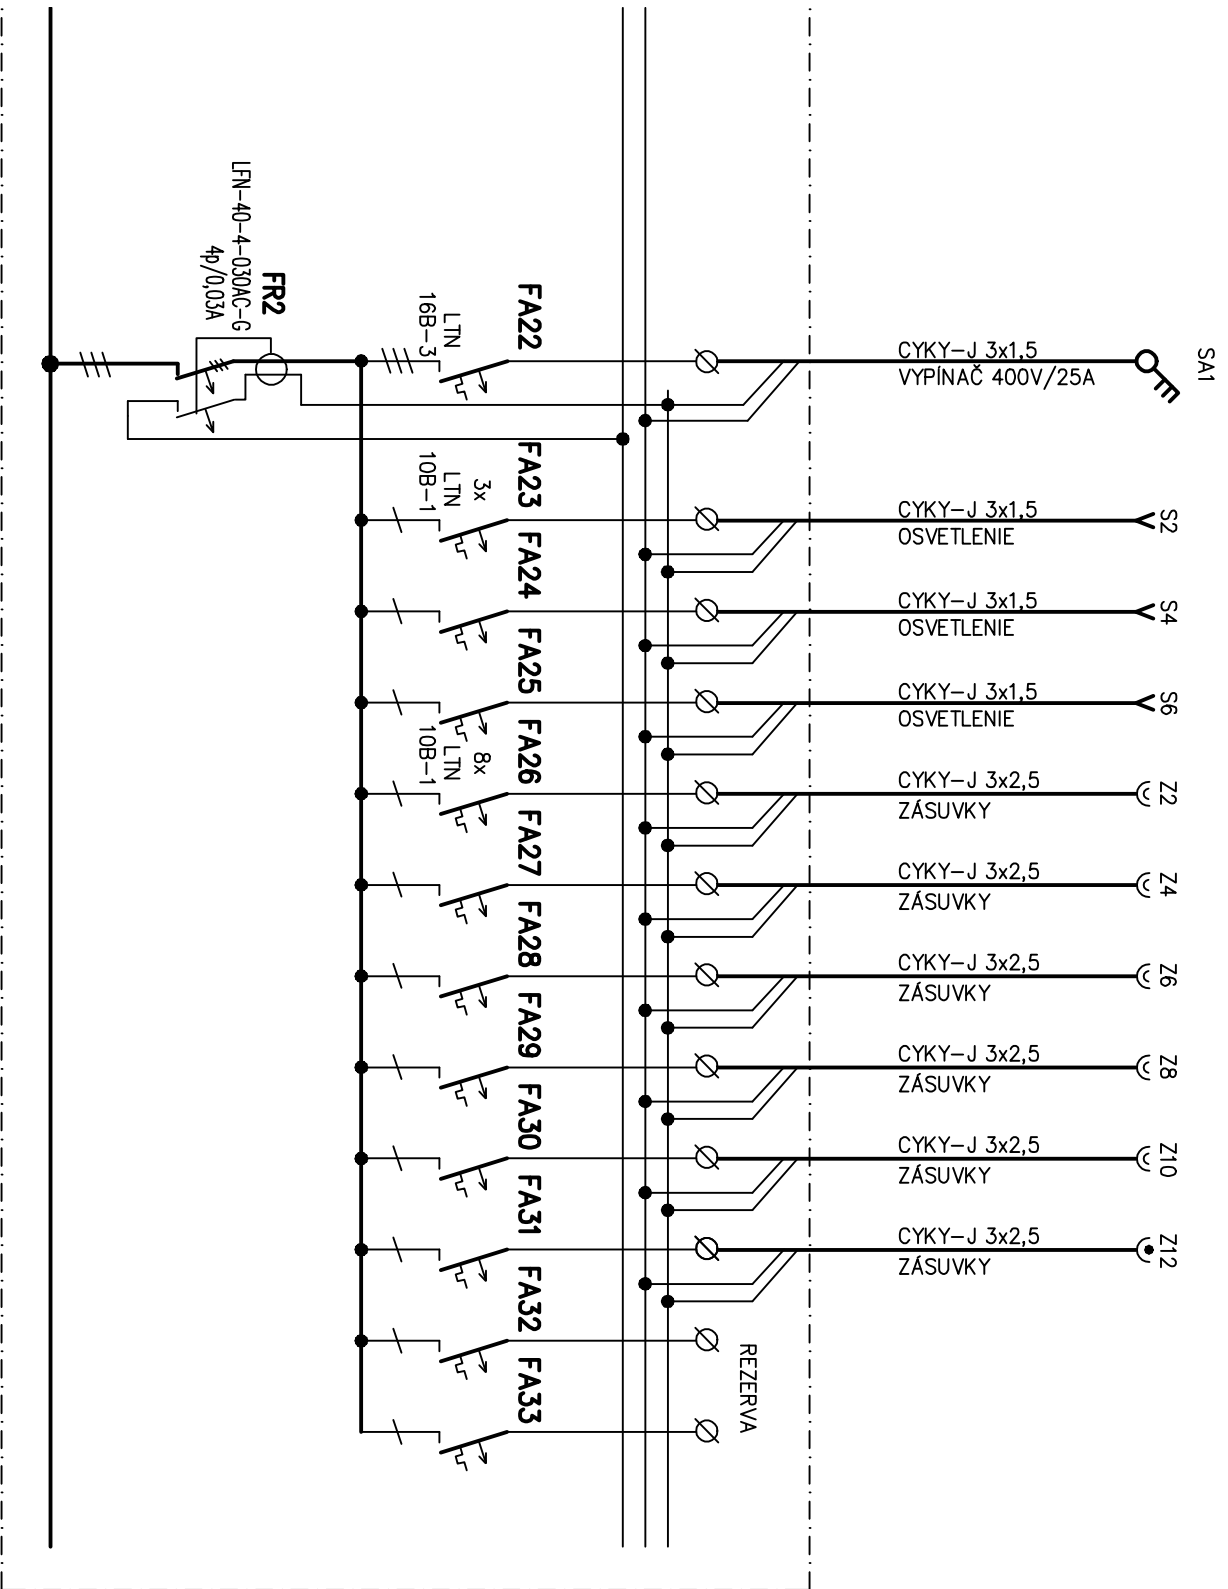 SA1
CYKY-J 3x1,5
VYPÍNAČ 400V/25A
FA22
LTN
16B-3
FR2
LFN-40-4-030AC-G
4p/0,03A
S2
CYKY-J 3x1,5
OSVETLENIE
FA23
3x
LTN
10B-1
S4
CYKY-J 3x1,5
OSVETLENIE
FA24
S6
CYKY-J 3x1,5
OSVETLENIE
FA25
Z2
CYKY-J 3x2,5
ZÁSUVKY
FA26
8x
LTN
10B-1
Z4
CYKY-J 3x2,5
ZÁSUVKY
FA27
Z6
CYKY-J 3x2,5
ZÁSUVKY
FA28
Z8
CYKY-J 3x2,5
ZÁSUVKY
FA29
Z10
CYKY-J 3x2,5
ZÁSUVKY
FA30
Z12
CYKY-J 3x2,5
ZÁSUVKY
FA31
FA32
REZERVA
FA33